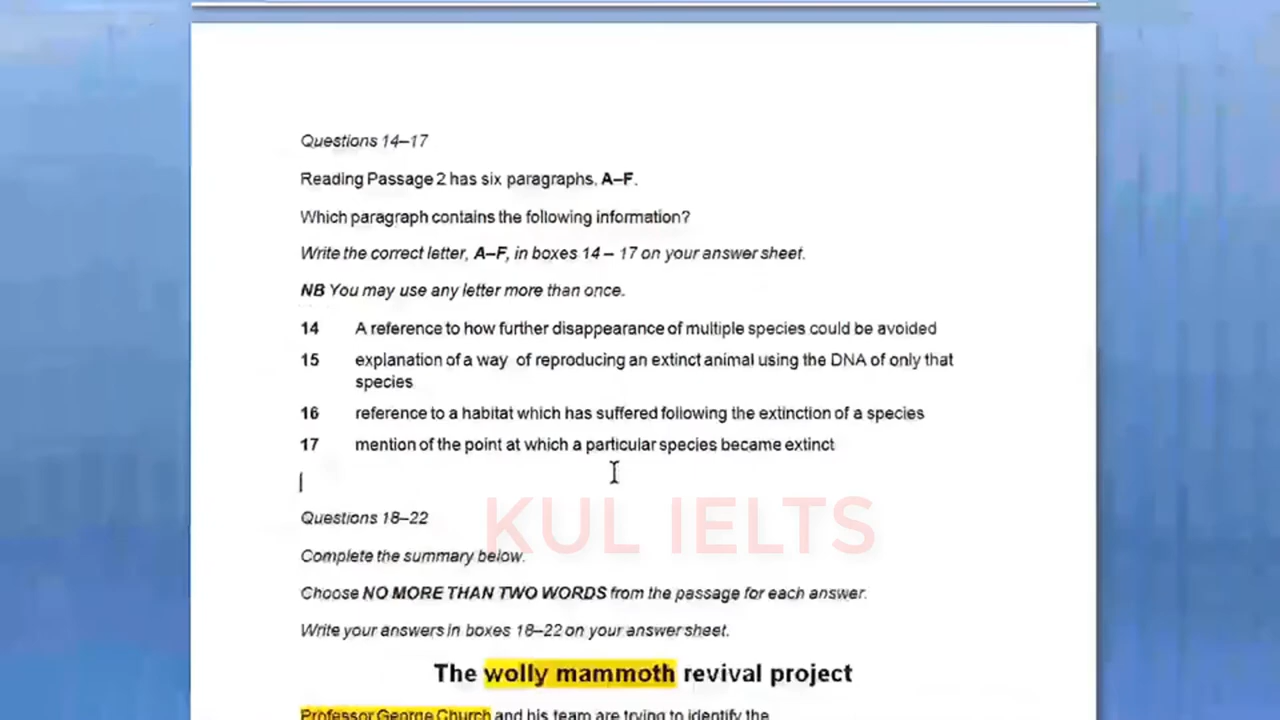 Questions 14–17
Reading Passage 2 has six paragraphs, A–F.
Which paragraph contains the following information?
Write the correct letter, A–F, in boxes 14 – 17 on your answer sheet.
NB You may use any letter more than once.
14 A reference to how further disappearance of multiple species could be avoided
15 explanation of a way of reproducing an extinct animal using the DNA of only that
species
16 reference to a habitat which has suffered following the extinction of a species
17 mention of the point at which a particular species became extinct
KUL IELTS
Questions 18–22
Complete the summary below.
Choose NO MORE THAN TWO WORDS from the passage for each answer.
Write your answers in boxes 18–22 on your answer sheet.
The wolly mammoth revival project
Professor George Church and his team are trying to identify the